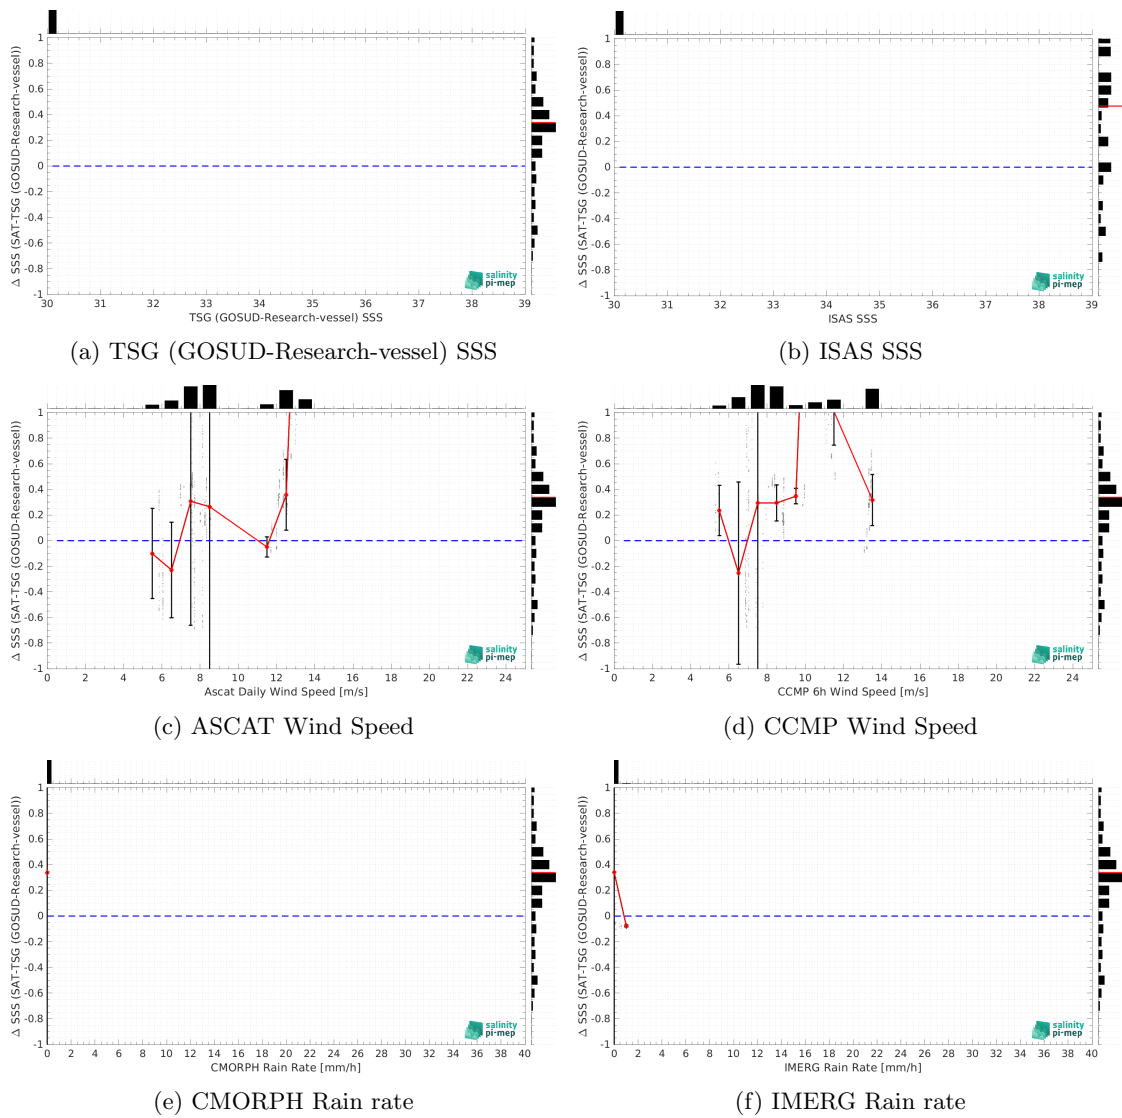 Δ SSS (SAT-TSG (GOSUD-Research-vessel))
1
0.8
0.6
0.4
0.2
0
-0.2
-0.4
-0.6
-0.8
-1
30 31 32 33 34 35 36 37 38 39
TSG (GOSUD-Research-vessel) SSS
salinity
pi-mep
(a) TSG (GOSUD-Research-vessel) SSS
Δ SSS (SAT-TSG (GOSUD-Research-vessel))
1
0.8
0.6
0.4
0.2
0
-0.2
-0.4
-0.6
-0.8
-1
30 31 32 33 34 35 36 37 38 39
ISAS SSS
salinity
pi-mep
(b) ISAS SSS
Δ SSS (SAT-TSG (GOSUD-Research-vessel))
1
0.8
0.6
0.4
0.2
0
-0.2
-0.4
-0.6
-0.8
-1
0 2 4 6 8 10 12 14 16 18 20 22 24
Ascat Daily Wind Speed [m/s]
salinity
pi-mep
(c) ASCAT Wind Speed
Δ SSS (SAT-TSG (GOSUD-Research-vessel))
1
0.8
0.6
0.4
0.2
0
-0.2
-0.4
-0.6
-0.8
-1
0 2 4 6 8 10 12 14 16 18 20 22 24
CCMP 6h Wind Speed [m/s]
salinity
pi-mep
(d) CCMP Wind Speed
Δ SSS (SAT-TSG (GOSUD-Research-vessel))
1
0.8
0.6
0.4
0.2
0
-0.2
-0.4
-0.6
-0.8
-1
0 2 4 6 8 10 12 14 16 18 20 22 24 26 28 30 32 34 36 38 40
CMORPH Rain Rate [mm/h]
salinity
pi-mep
(e) CMORPH Rain rate
Δ SSS (SAT-TSG (GOSUD-Research-vessel))
1
0.8
0.6
0.4
0.2
0
-0.2
-0.4
-0.6
-0.8
-1
0 2 4 6 8 10 12 14 16 18 20 22 24 26 28 30 32 34 36 38 40
IMERG Rain Rate [mm/h]
salinity
pi-mep
(f) IMERG Rain rate